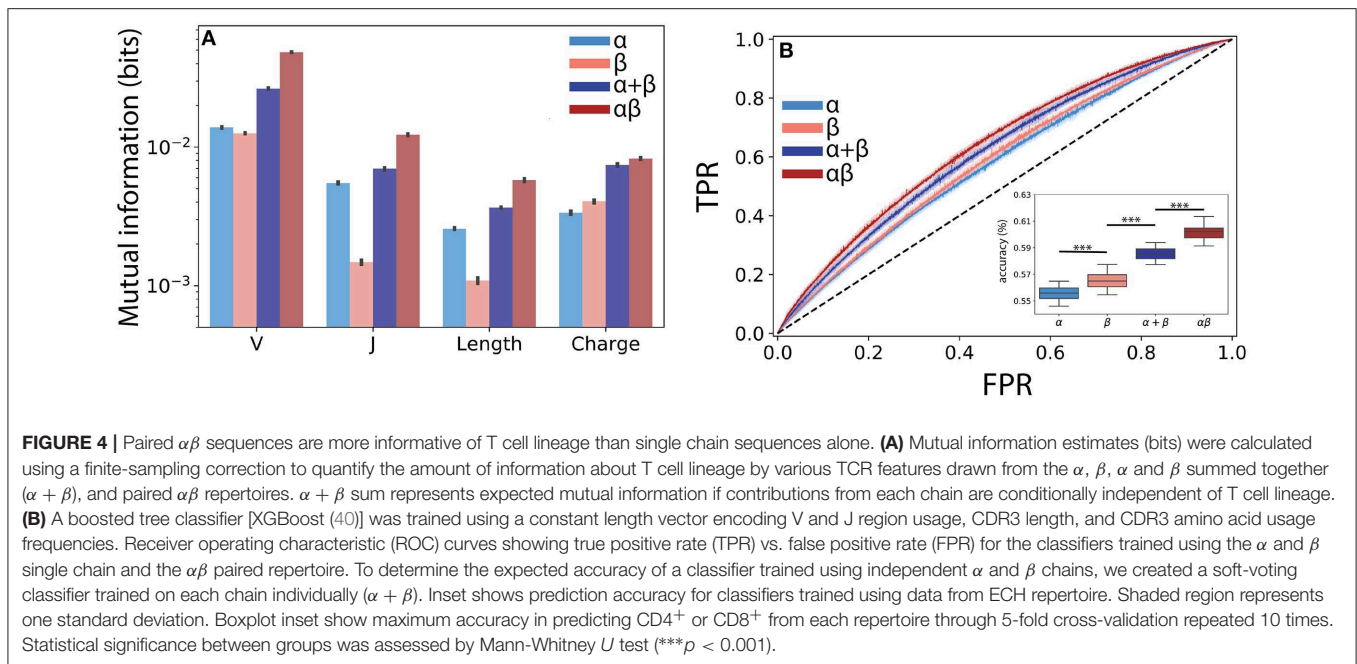 A
α
β
α+β
αβ
Mutual information (bits)
10⁻²
10⁻³
V J Length Charge
B
α
β
α+β
αβ
TPR
1.0
0.8
0.6
0.4
0.2
0.0
0.0 0.2 0.4 0.6 0.8 1.0
FPR
accuracy (%)
0.63
0.61
0.59
0.57
0.55
*** *** ***
α β α + β αβ
FIGURE 4 | Paired αβ sequences are more informative of T cell lineage than single chain sequences alone. (A) Mutual information estimates (bits) were calculated
using a finite-sampling correction to quantify the amount of information about T cell lineage by various TCR features drawn from the α, β, α and β summed together
(α + β), and paired αβ repertoires. α + β sum represents expected mutual information if contributions from each chain are conditionally independent of T cell lineage.
(B) A boosted tree classifier [XGBoost (40)] was trained using a constant length vector encoding V and J region usage, CDR3 length, and CDR3 amino acid usage
frequencies. Receiver operating characteristic (ROC) curves showing true positive rate (TPR) vs. false positive rate (FPR) for the classifiers trained using the α and β
single chain and the αβ paired repertoire. To determine the expected accuracy of a classifier trained using independent α and β chains, we created a soft-voting
classifier trained on each chain individually (α + β). Inset shows prediction accuracy for classifiers trained using data from ECH repertoire. Shaded region represents
one standard deviation. Boxplot inset show maximum accuracy in predicting CD4⁺ or CD8⁺ from each repertoire through 5-fold cross-validation repeated 10 times.
Statistical significance between groups was assessed by Mann-Whitney U test (***p < 0.001).